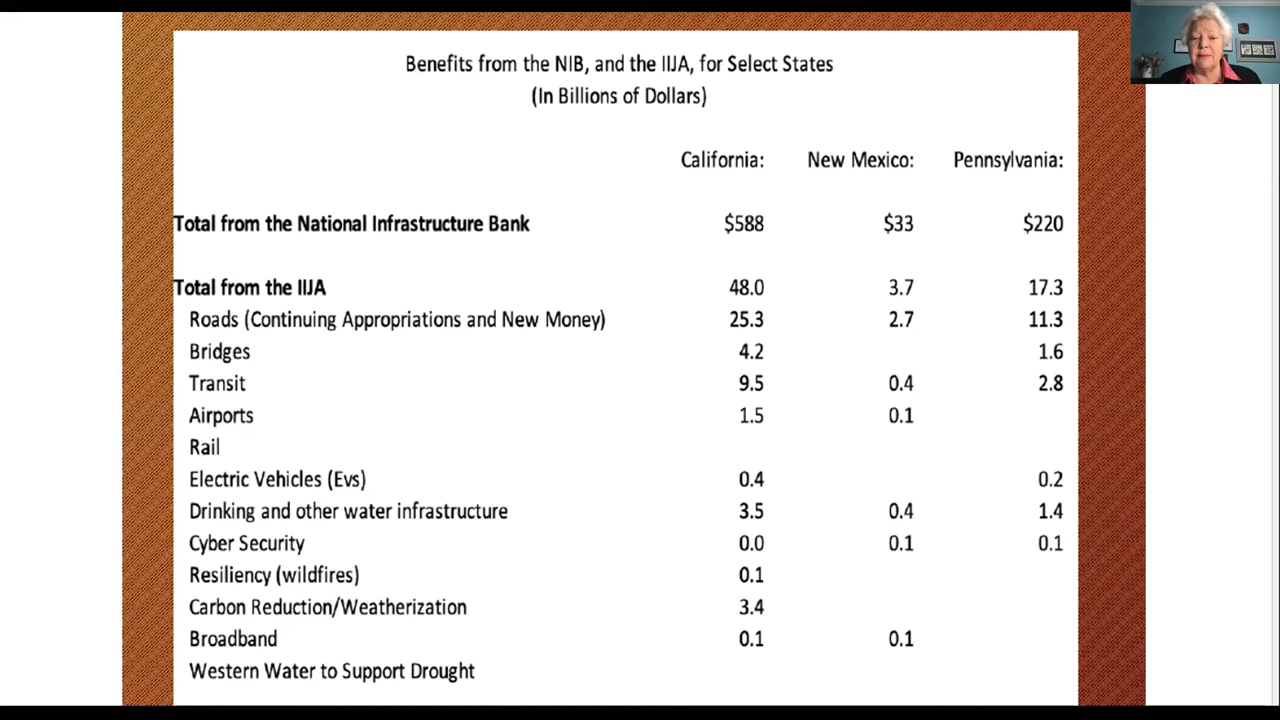 Benefits from the NIB, and the IIJA, for Select States
(In Billions of Dollars)
California: New Mexico: Pennsylvania:
Total from the National Infrastructure Bank $588 $33 $220
Total from the IIJA 48.0 3.7 17.3
Roads (Continuing Appropriations and New Money) 25.3 2.7 11.3
Bridges 4.2 1.6
Transit 9.5 0.4 2.8
Airports 1.5 0.1
Rail
Electric Vehicles (Evs) 0.4 0.2
Drinking and other water infrastructure 3.5 0.4 1.4
Cyber Security 0.0 0.1 0.1
Resiliency (wildfires) 0.1
Carbon Reduction/Weatherization 3.4
Broadband 0.1 0.1
Western Water to Support Drought